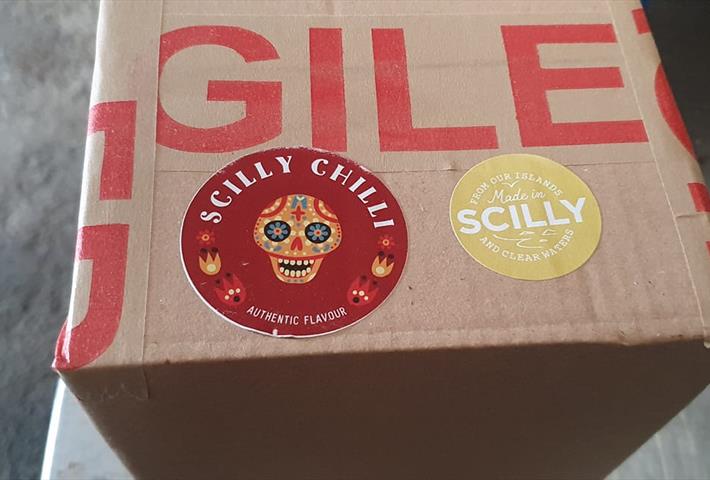 GILE
SCILLY CHILLI
AUTHENTIC FLAVOUR
FROM OUR ISLANDS
Made in
SCILLY
AND CLEAR WATERS